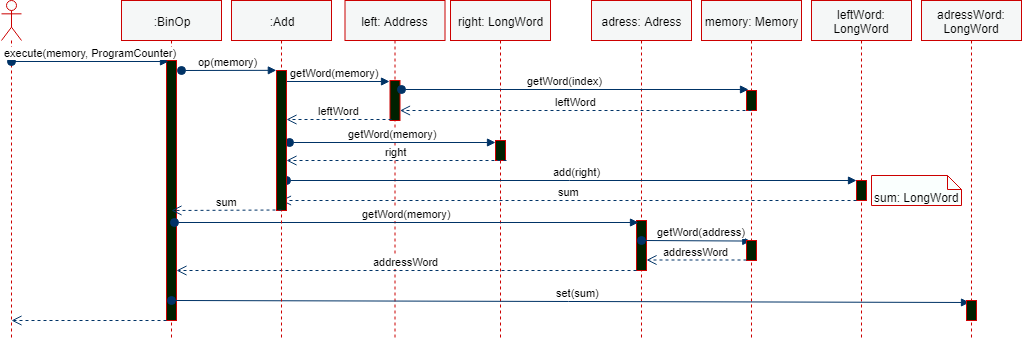 :BinOp
:Add
left: Address
right: LongWord
adress: Adress
memory: Memory
leftWord:
LongWord
adressWord:
LongWord
execute(memory, ProgramCounter)
op(memory)
getWord(memory)
getWord(index)
leftWord
leftWord
getWord(memory)
right
add(right)
sum
sum: LongWord
sum
getWord(memory)
getWord(address)
addressWord
addressWord
set(sum)